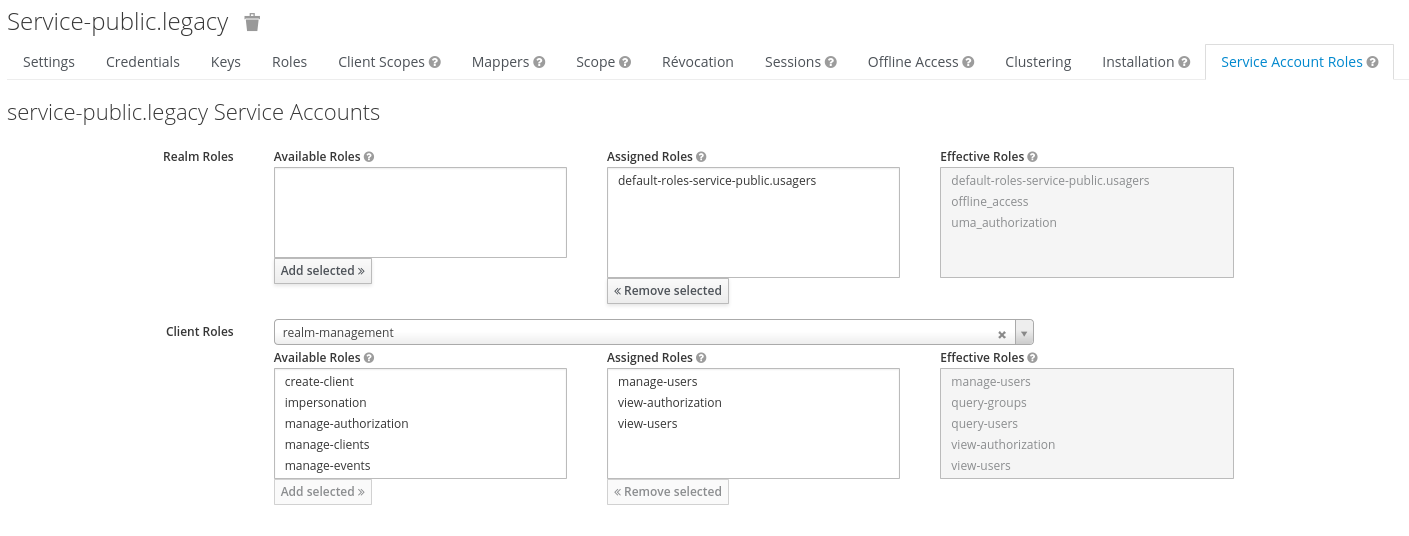 Service-public.legacy
Settings Credentials Keys Roles Client Scopes Mappers Scope Révocation Sessions Offline Access Clustering Installation Service Account Roles
service-public.legacy Service Accounts
Realm Roles Available Roles Assigned Roles Effective Roles
default-roles-service-public.usagers default-roles-service-public.usagers
offline_access
uma_authorization
Add selected »
« Remove selected
Client Roles realm-management
Available Roles Assigned Roles Effective Roles
create-client manage-users manage-users
impersonation view-authorization query-groups
manage-authorization view-users query-users
manage-clients view-authorization
manage-events view-users
Add selected » « Remove selected